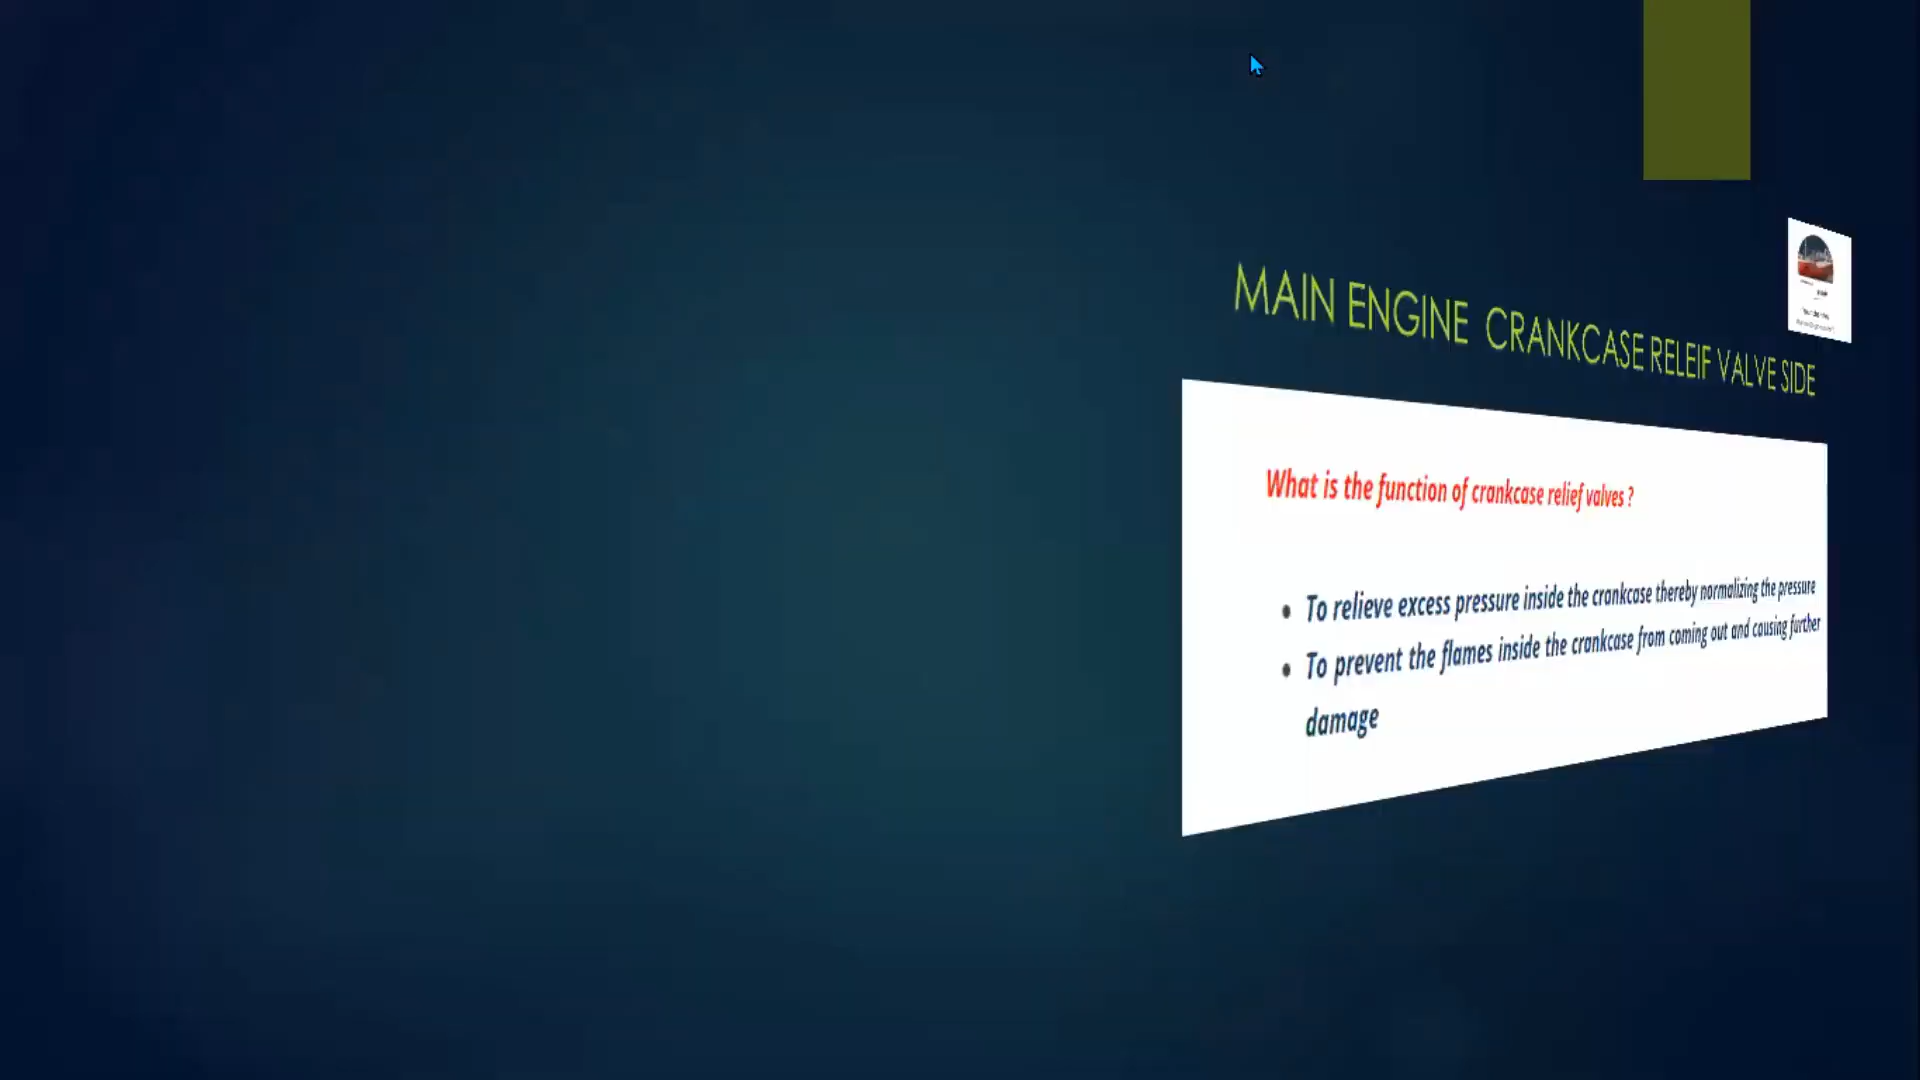 MAIN ENGINE CRANKCASE RELEIF VALVE SIDE
What is the function of crankcase relief valves ?
• To relieve excess pressure inside the crankcase thereby normalizing the pressure
• To prevent the flames inside the crankcase from coming out and causing further
damage